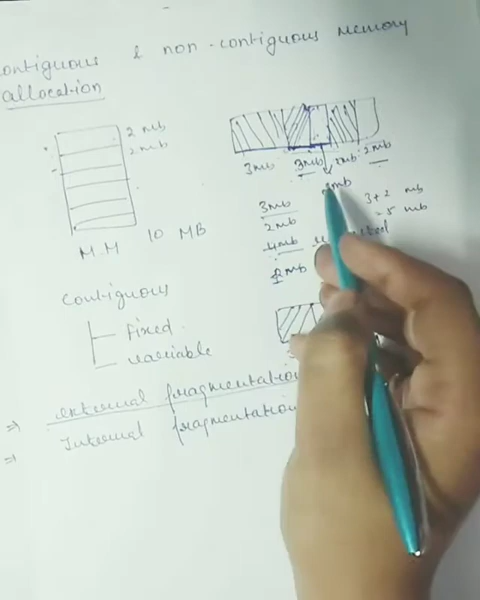 contiguous & non-contiguous memory
allocation
2 mb
2 mb
3mb 3mb 2mb
3mb
2mb
4mb
2mb
3+2 mb
=5 mb
M.M 10 MB
Contiguous
Fixed
variable
⇒ external fragmentation
⇒ Internal fragmentation